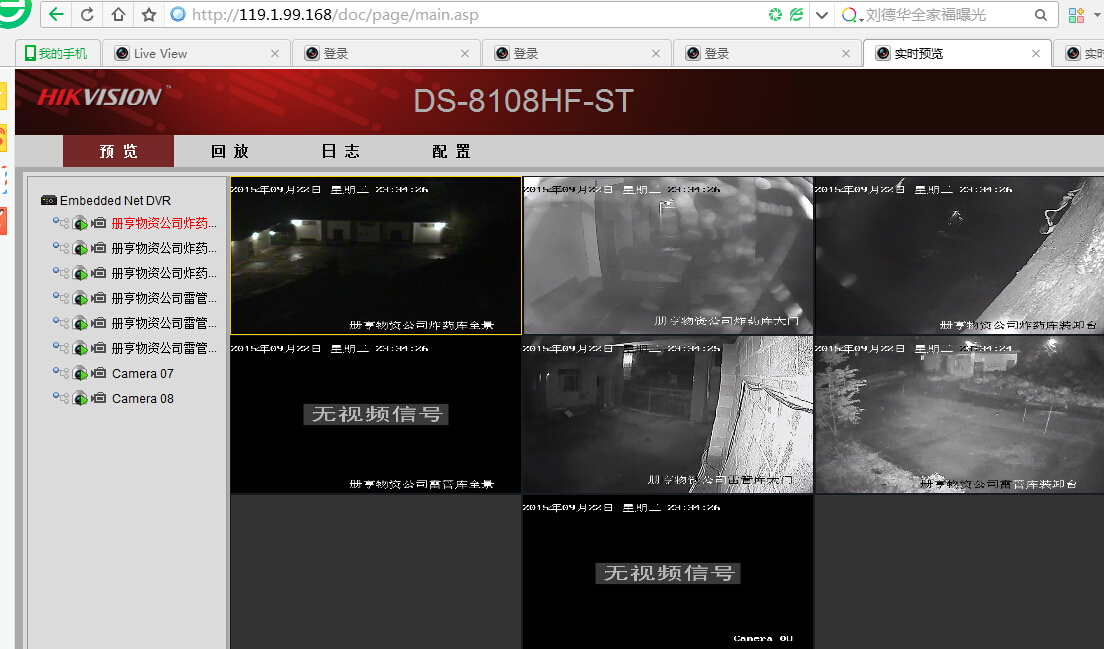 http://119.1.99.168/doc/page/main.asp
刘德华全家福曝光
我的手机
Live View
登录
登录
登录
实时预览
实时
HIKVISION™
DS-8108HF-ST
预览 回放 日志 配置
Embedded Net DVR
册亨物资公司炸药...
册亨物资公司炸药...
册亨物资公司炸药...
册亨物资公司雷管...
册亨物资公司雷管...
册亨物资公司雷管...
Camera 07
Camera 08
2015年09月22日 星期二 23:34:26
册亨物资公司炸药库全景
2015年09月22日 星期二 23:34:26
册亨物资公司炸药库大门
2015年09月22日 星期二 23:34:26
册亨物资公司炸药库装卸台
2015年09月22日 星期二 23:34:26
无视频信号
册亨物资公司雷管库全景
2015年09月22日 星期二 23:34:26
册亨物资公司雷管库大门
2015年09月22日 星期二 23:34:24
册亨物资公司雷管库装卸台
2015年09月22日 星期二 23:34:26
无视频信号
Camera 08